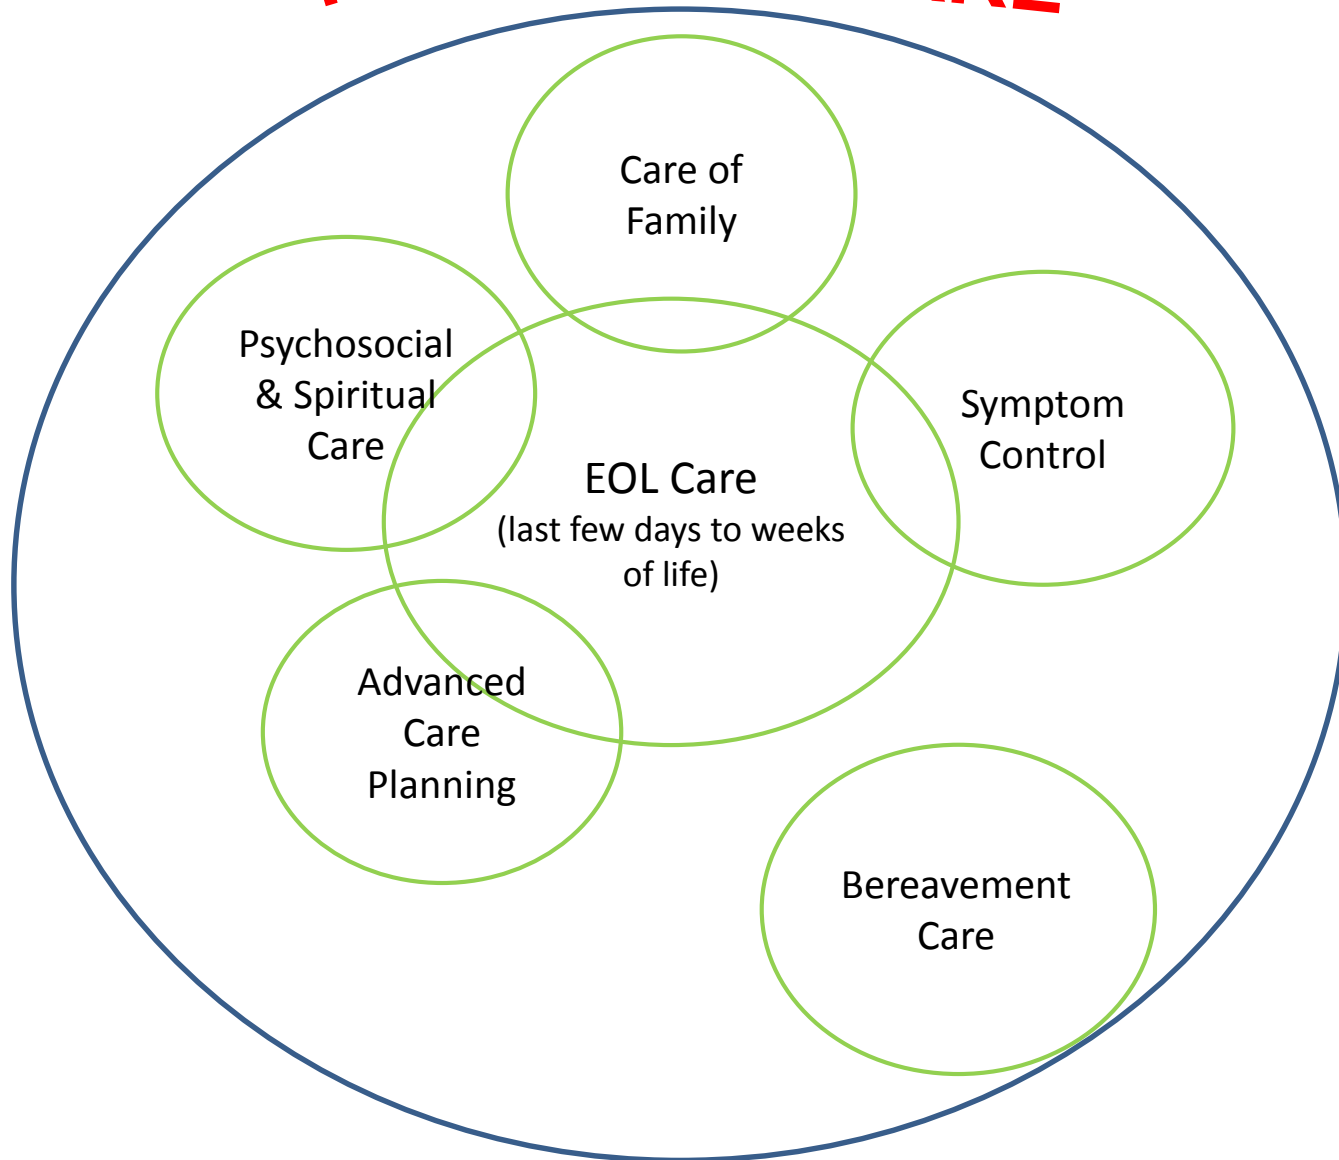 Care of
Family
Psychosocial
& Spiritual
Care
Symptom
Control
EOL Care
(last few days to weeks
of life)
Advanced
Care
Planning
Bereavement
Care